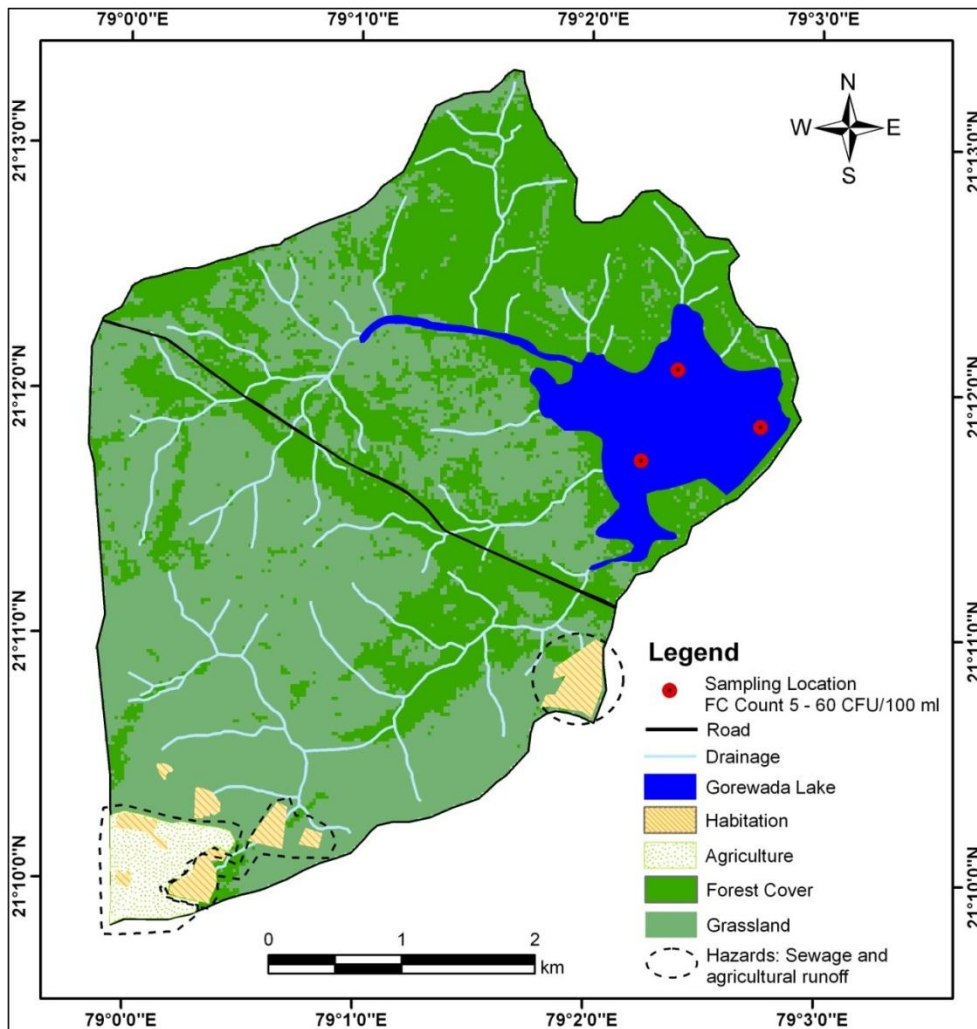 79°0'0"E 79°1'0"E 79°2'0"E 79°3'0"E
N
W E
S
21°13'0"N 21°13'0"N
21°12'0"N 21°12'0"N
21°11'0"N 21°11'0"N
Legend
Sampling Location
FC Count 5 - 60 CFU/100 ml
Road
Drainage
Gorewada Lake
Habitation
Agriculture
21°10'0"N 21°10'0"N
Forest Cover
Grassland
Hazards: Sewage and
agricultural runoff
0 1 2
km
79°0'0"E 79°1'0"E 79°2'0"E 79°3'0"E